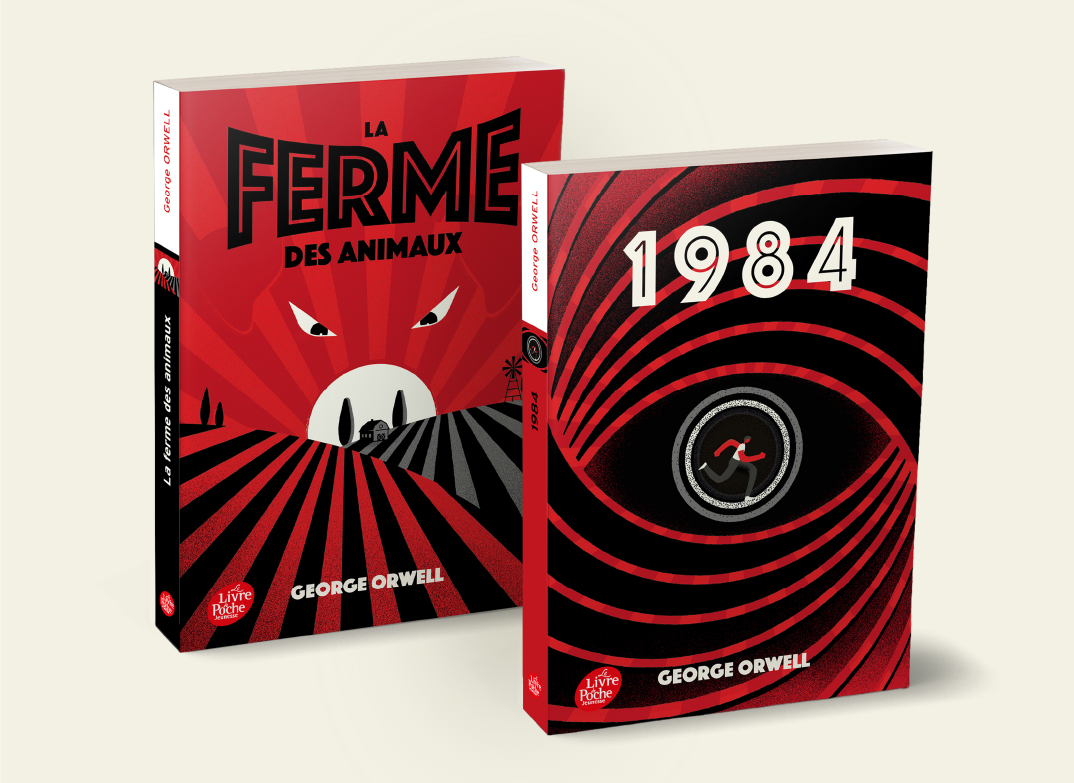 George ORWELL
La ferme des animaux
LA
FERME
DES ANIMAUX
GEORGE ORWELL
Le
Livre
de
Poche
Jeunesse
George ORWELL
1984
1984
GEORGE ORWELL
Le
Livre
de
Poche
Jeunesse